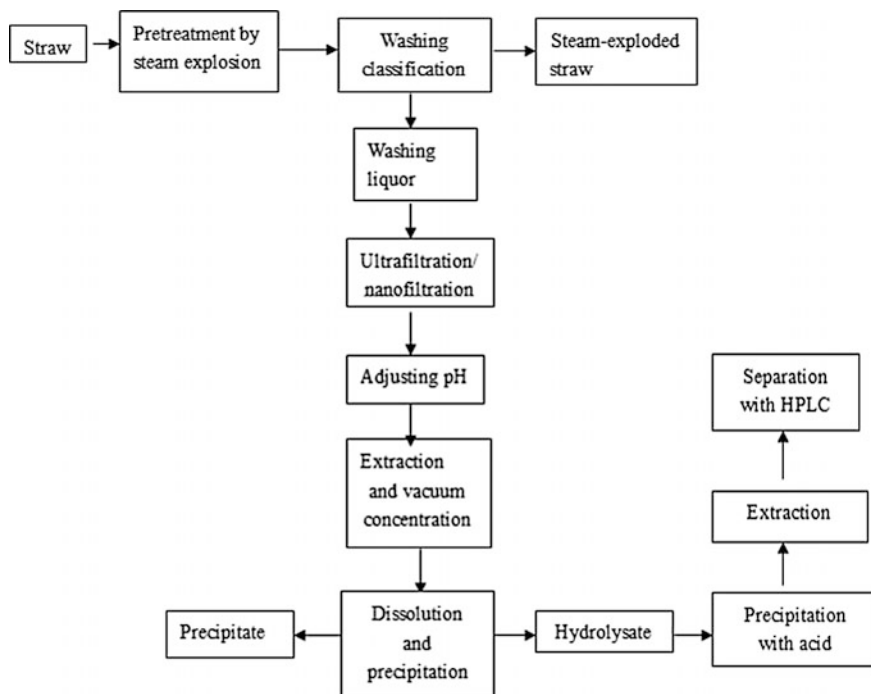 Straw
Pretreatment by
steam explosion
Washing
classification
Steam-exploded
straw
Washing
liquor
Ultrafiltration/
nanofiltration
Adjusting pH
Extraction
and vacuum
concentration
Separation
with HPLC
Extraction
Precipitate
Dissolution
and
precipitation
Hydrolysate
Precipitation
with acid